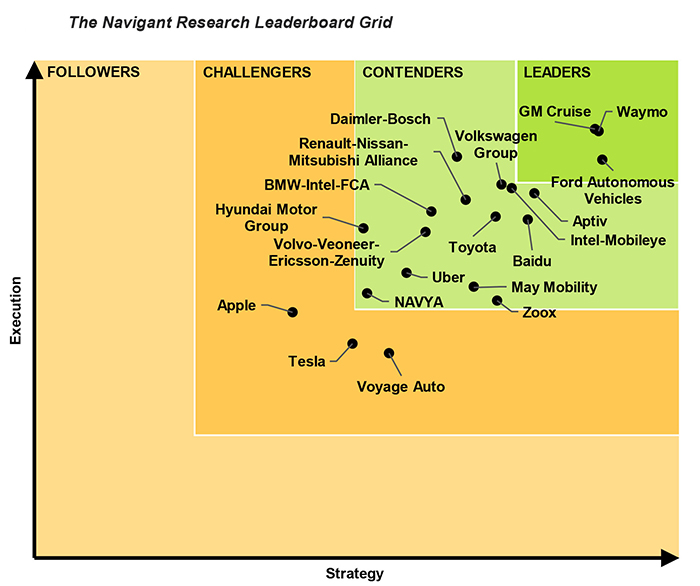 The Navigant Research Leaderboard Grid
FOLLOWERS
CHALLENGERS
CONTENDERS
LEADERS
GM Cruise
Waymo
Daimler-Bosch
Volkswagen
Group
Renault-Nissan-
Mitsubishi Alliance
Ford Autonomous
Vehicles
BMW-Intel-FCA
Hyundai Motor
Group
Aptiv
Intel-Mobileye
Volvo-Veoneer-
Ericsson-Zenuity
Toyota
Baidu
Uber
May Mobility
NAVYA
Zoox
Apple
Tesla
Voyage Auto
Execution
Strategy